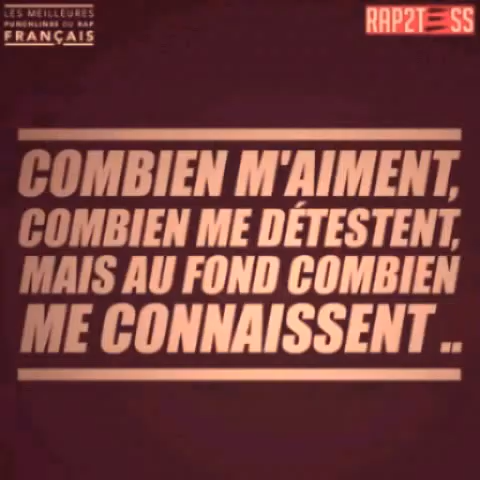 LES MEILLEURES
PUNCHLINES DU RAP
FRANÇAIS
RAP2TESS
COMBIEN M'AIMENT,
COMBIEN ME DÉTESTENT,
MAIS AU FOND COMBIEN
ME CONNAISSENT ..